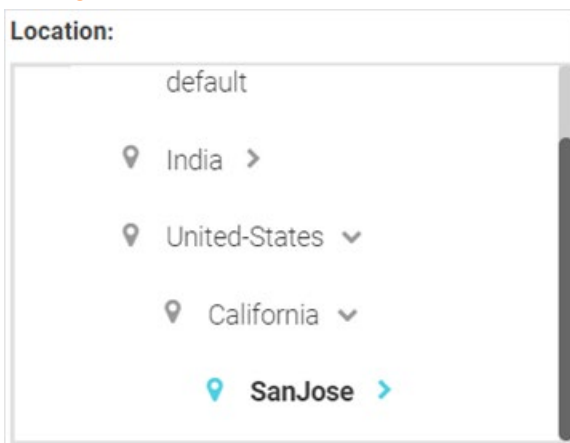 Location:
default
India
United-States
California
SanJose